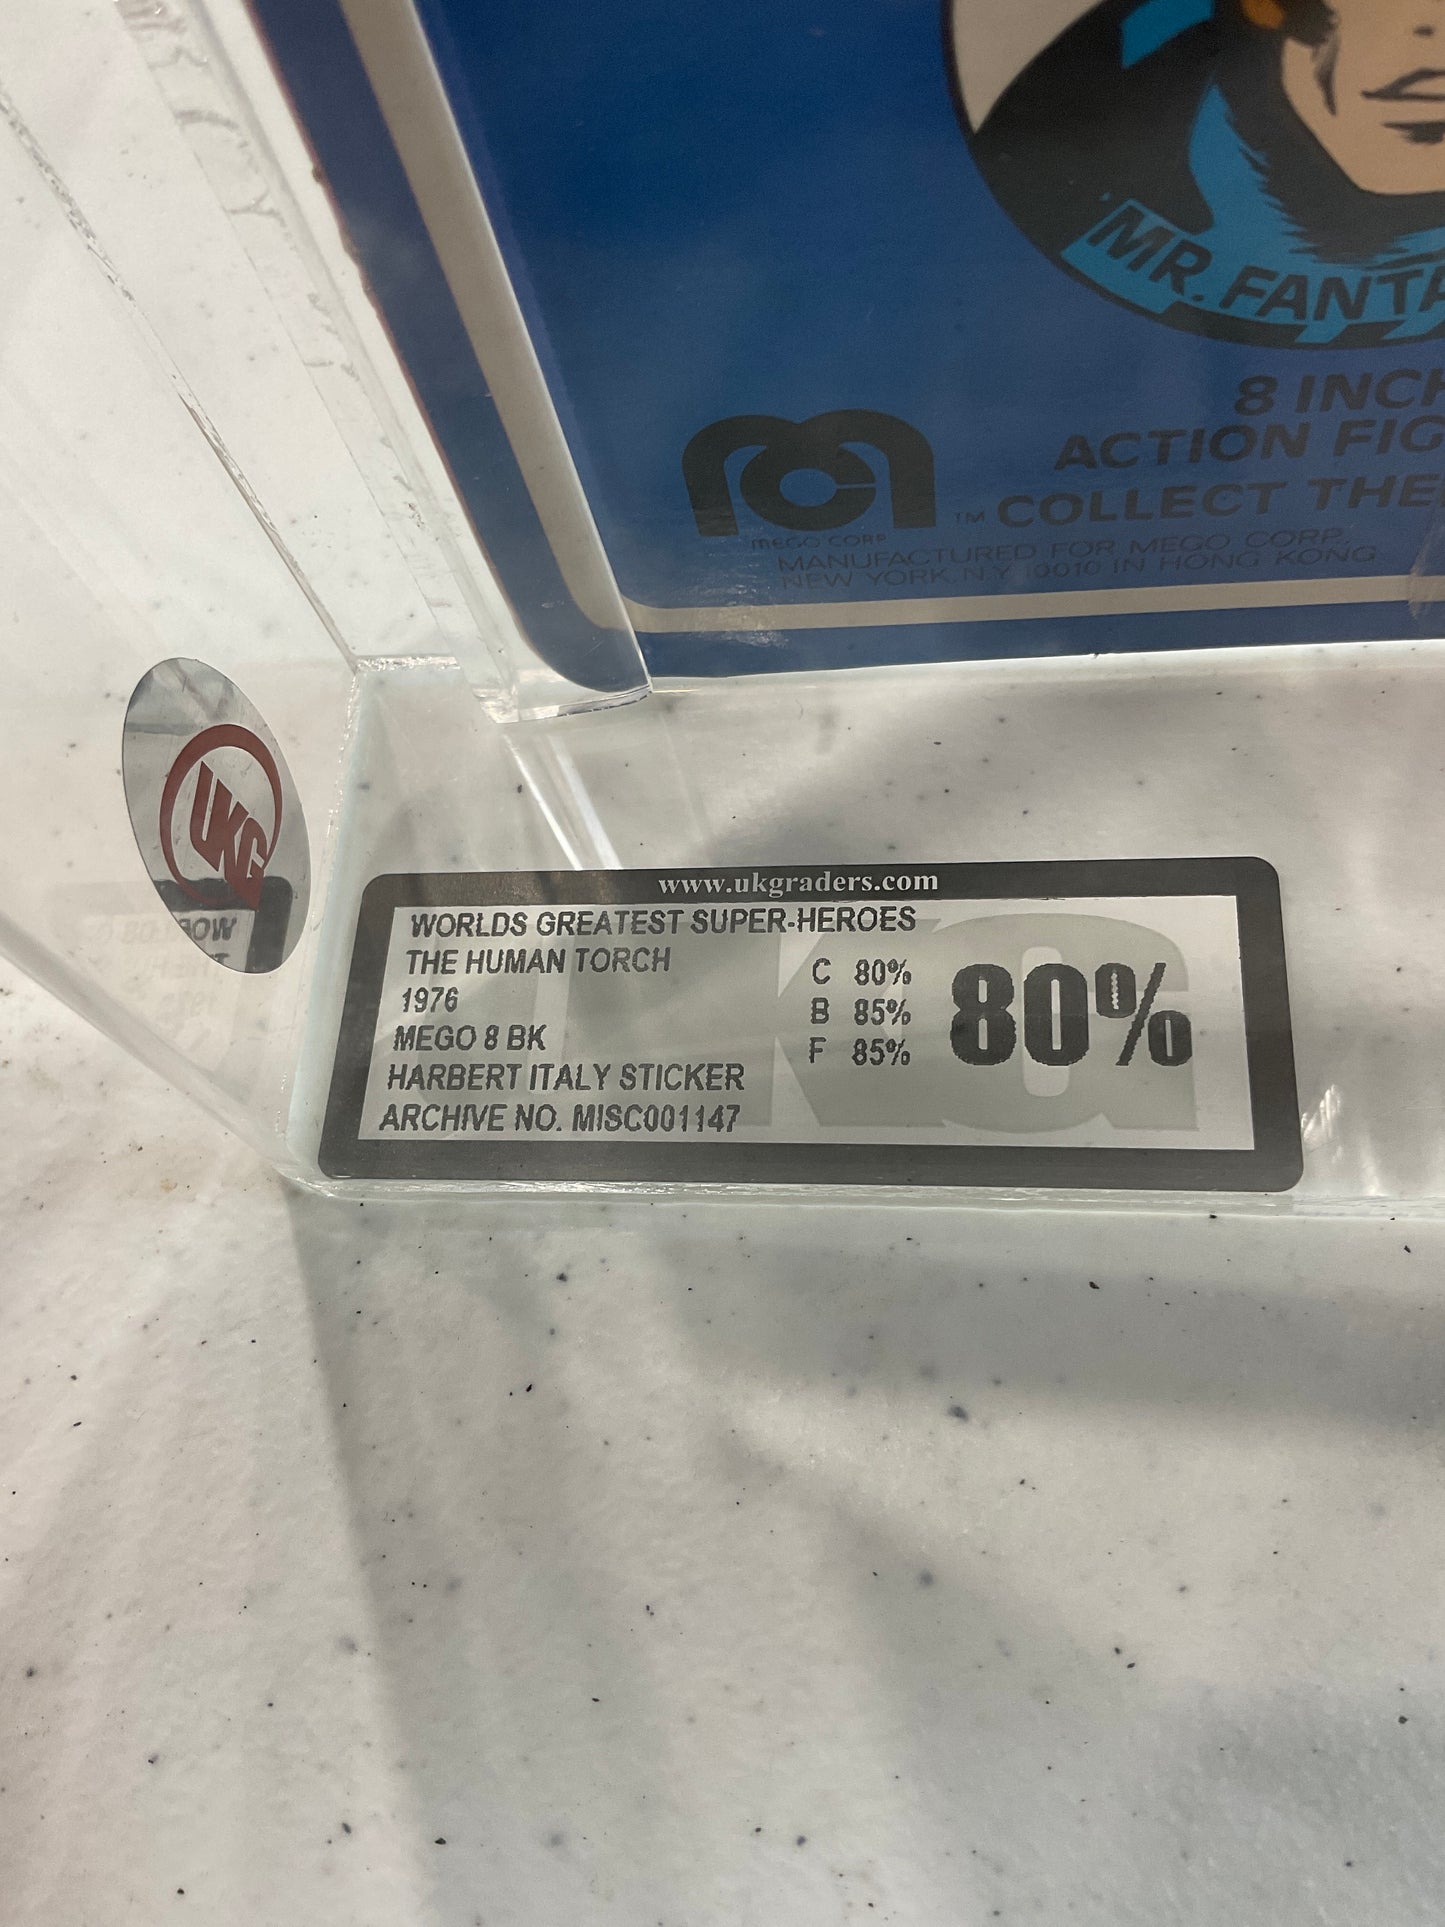 MR. FANTA
8 INCH
ACTION FIG
COLLECT THE
TM
MEGO CORP.
MANUFACTURED FOR MEGO CORP.
NEW YORK, N.Y. 10010 IN HONG KONG
UKG
www.ukgraders.com
WORLDS GREATEST SUPER-HEROES
THE HUMAN TORCH
1976
MEGO 8 BK
HARBERT ITALY STICKER
ARCHIVE NO. MISC001147
C 80%
B 85%
F 85%
80%
UKG